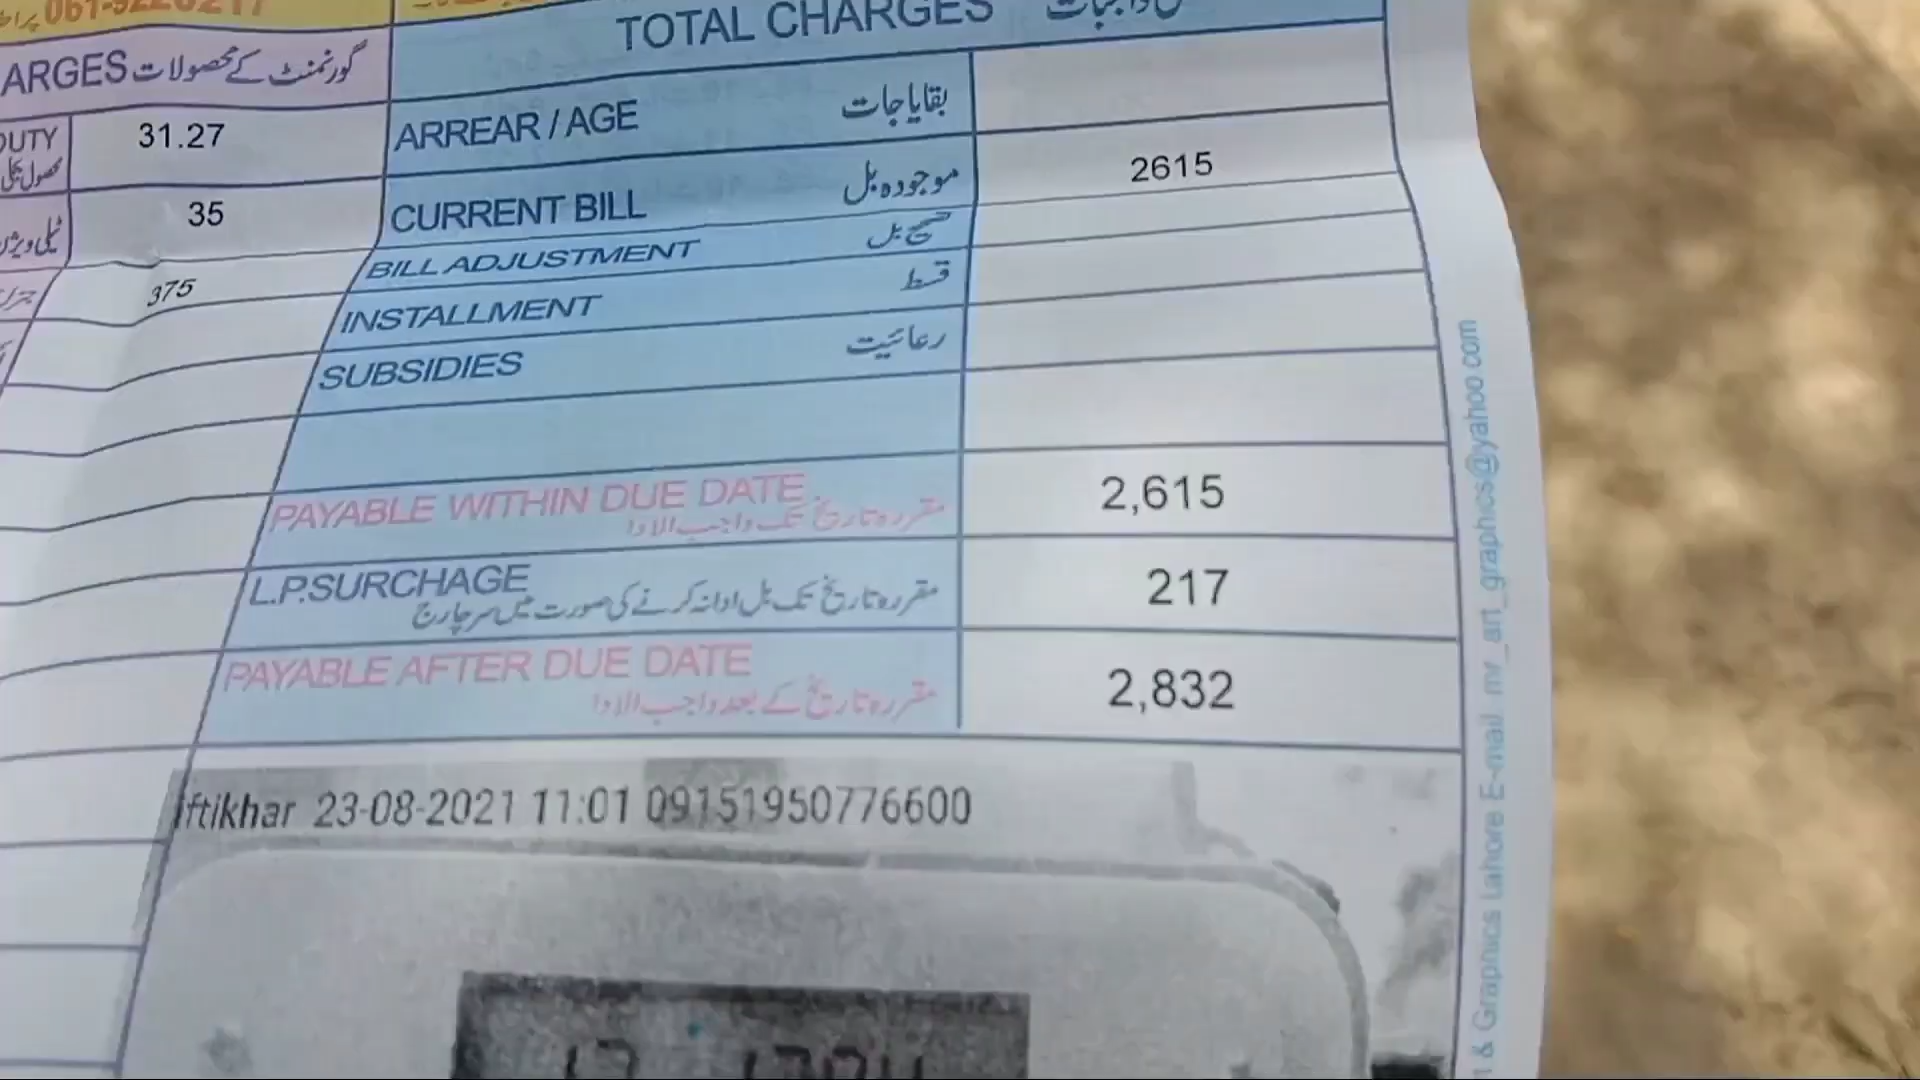 061-9220217
TOTAL CHARGES
ARGES گورنمنٹ کے محصولات
DUTY 31.27
35
375
ARREAR / AGE بقایاجات
CURRENT BILL موجودہ بل 2615
BILL ADJUSTMENT
INSTALLMENT قسط
SUBSIDIES رعائیت
PAYABLE WITHIN DUE DATE 2,615
مقررہ تاریخ تک واجب الادا
L.P.SURCHAGE 217
مقررہ تاریخ تک بل ادا نہ کرنے کی صورت میں سرچارج
PAYABLE AFTER DUE DATE 2,832
مقررہ تاریخ کے بعد واجب الادا
iftikhar 23-08-2021 11:01 09151950776600
& Graphics Lahore E-mail mr_art_graphics@yahoo com